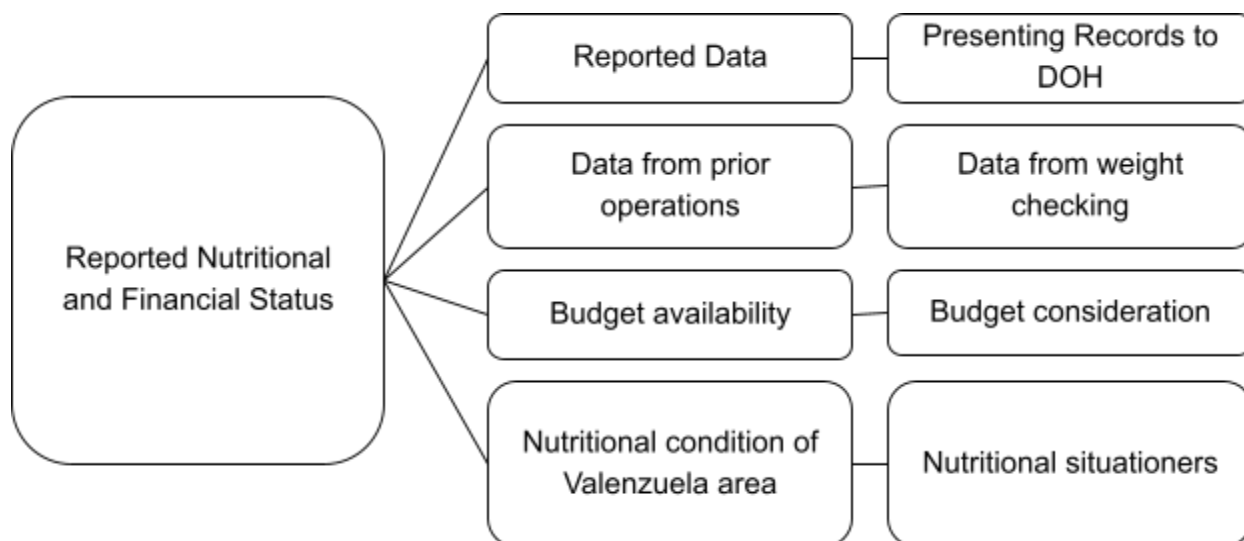 Reported Nutritional
and Financial Status
Reported Data
Presenting Records to
DOH
Data from prior
operations
Data from weight
checking
Budget availability
Budget consideration
Nutritional condition of
Valenzuela area
Nutritional situationers